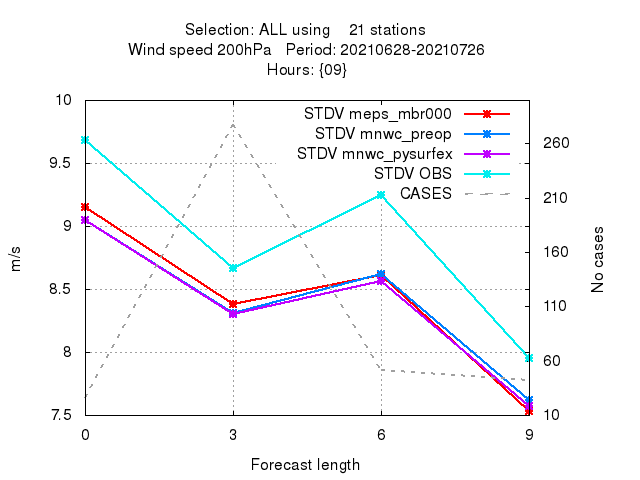 Selection: ALL using    21 stations
Wind speed 200hPa   Period: 20210628-20210726
Hours: {09}
STDV meps_mbr000
STDV mnwc_preop
STDV mnwc_pysurfex
STDV OBS
CASES
10
9.5
9
8.5
8
7.5
m/s
260
210
160
110
60
10
No cases
0 3 6 9
Forecast length